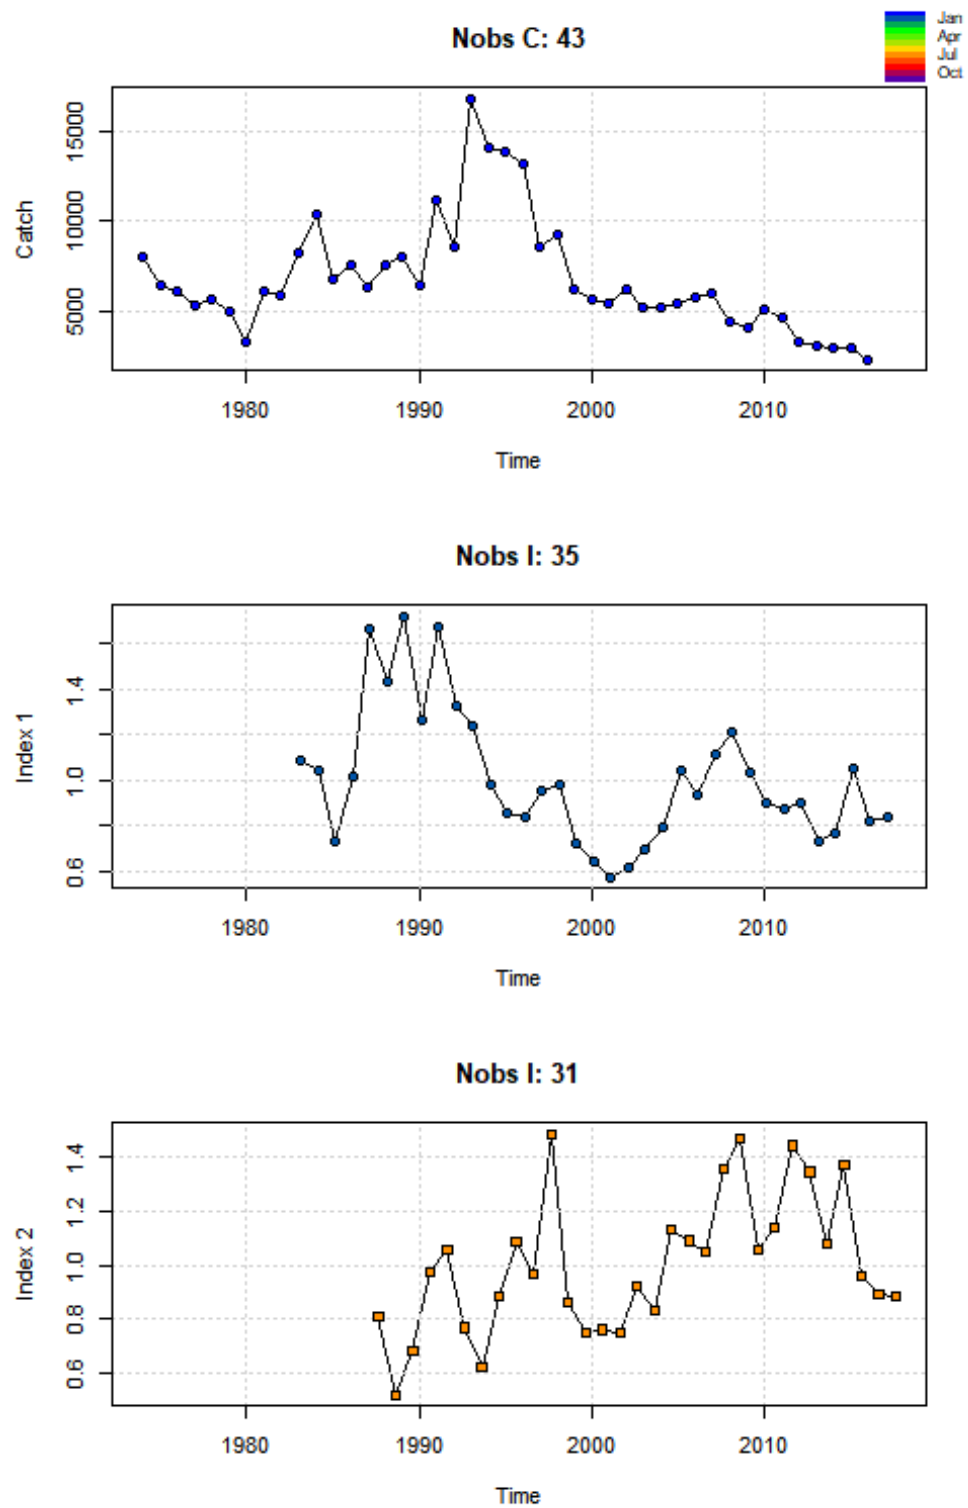 Nobs C: 43
Jan
Apr
Jul
Oct
15000
10000
5000
Catch
1980 1990 2000 2010
Time
Nobs I: 35
1.4
1.0
0.6
Index 1
1980 1990 2000 2010
Time
Nobs I: 31
1.4
1.2
1.0
0.8
0.6
Index 2
1980 1990 2000 2010
Time